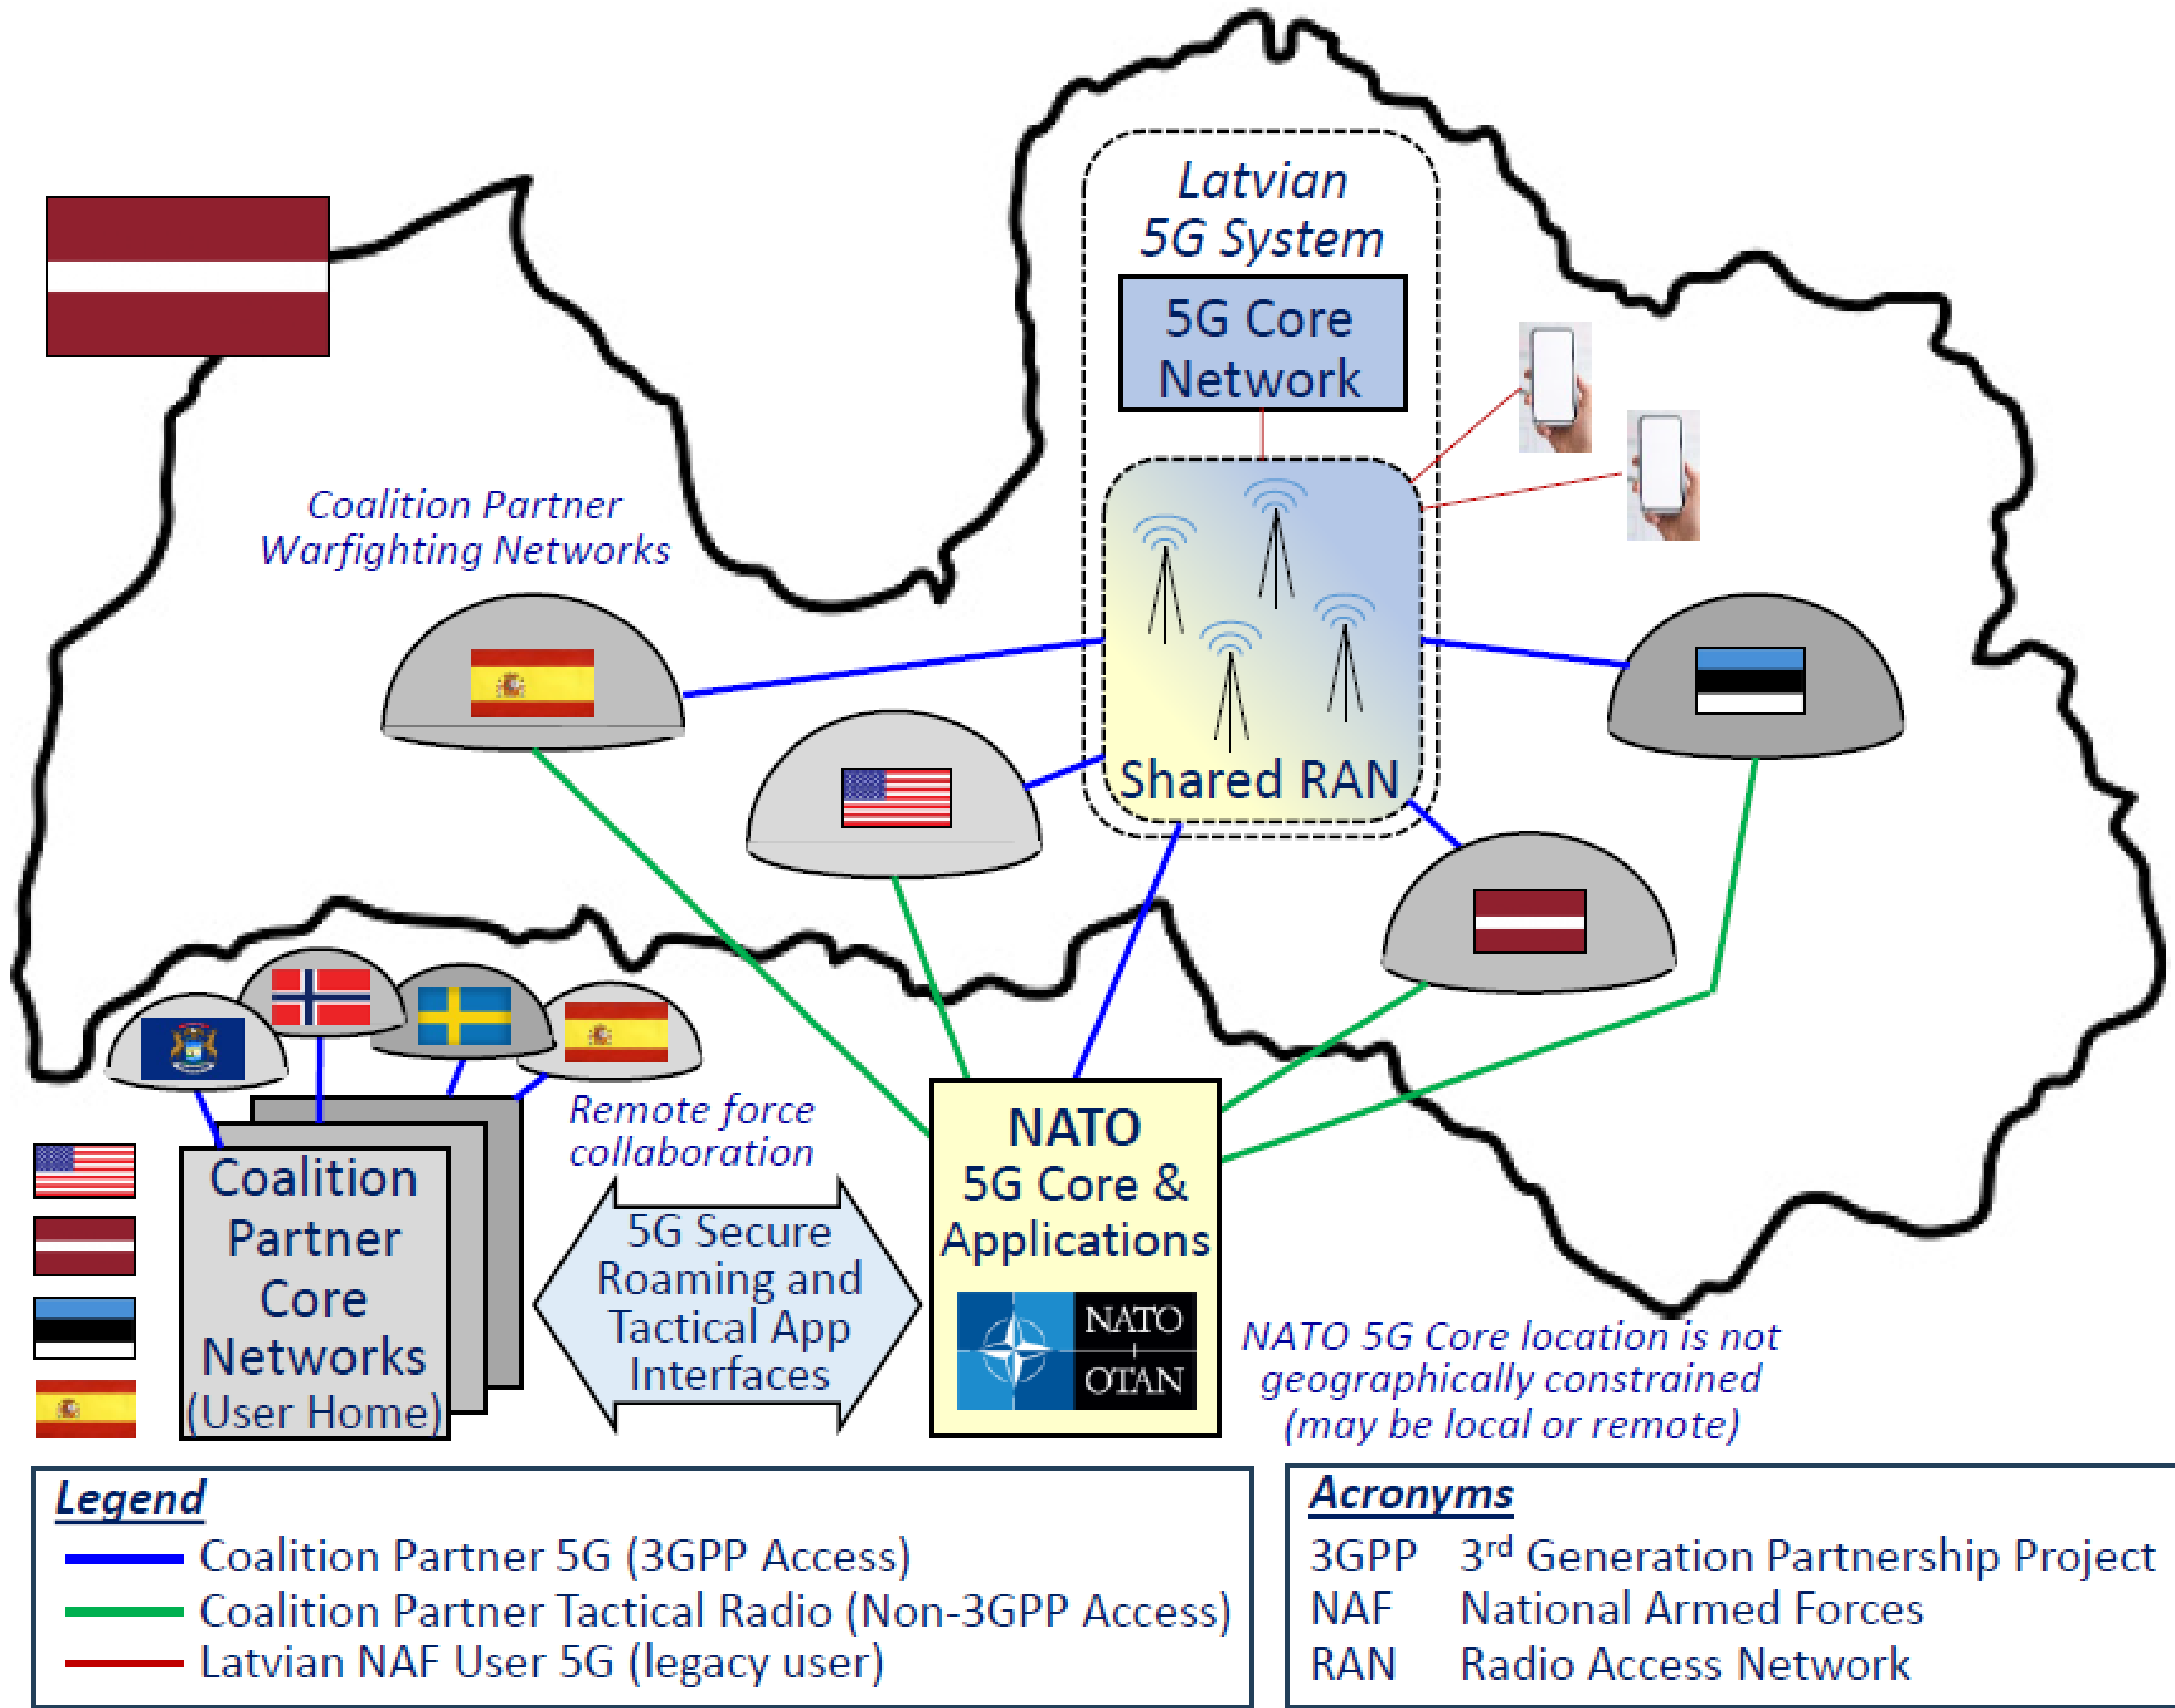 Latvian
5G System
5G Core
Network
Coalition Partner
Warfighting Networks
Shared RAN
Remote force
collaboration
Coalition
Partner
Core
Networks
(User Home)
5G Secure
Roaming and
Tactical App
Interfaces
NATO
5G Core &
Applications
NATO
OTAN
NATO 5G Core location is not
geographically constrained
(may be local or remote)
Legend
Coalition Partner 5G (3GPP Access)
Coalition Partner Tactical Radio (Non-3GPP Access)
Latvian NAF User 5G (legacy user)
Acronyms
3GPP 3rd Generation Partnership Project
NAF National Armed Forces
RAN Radio Access Network